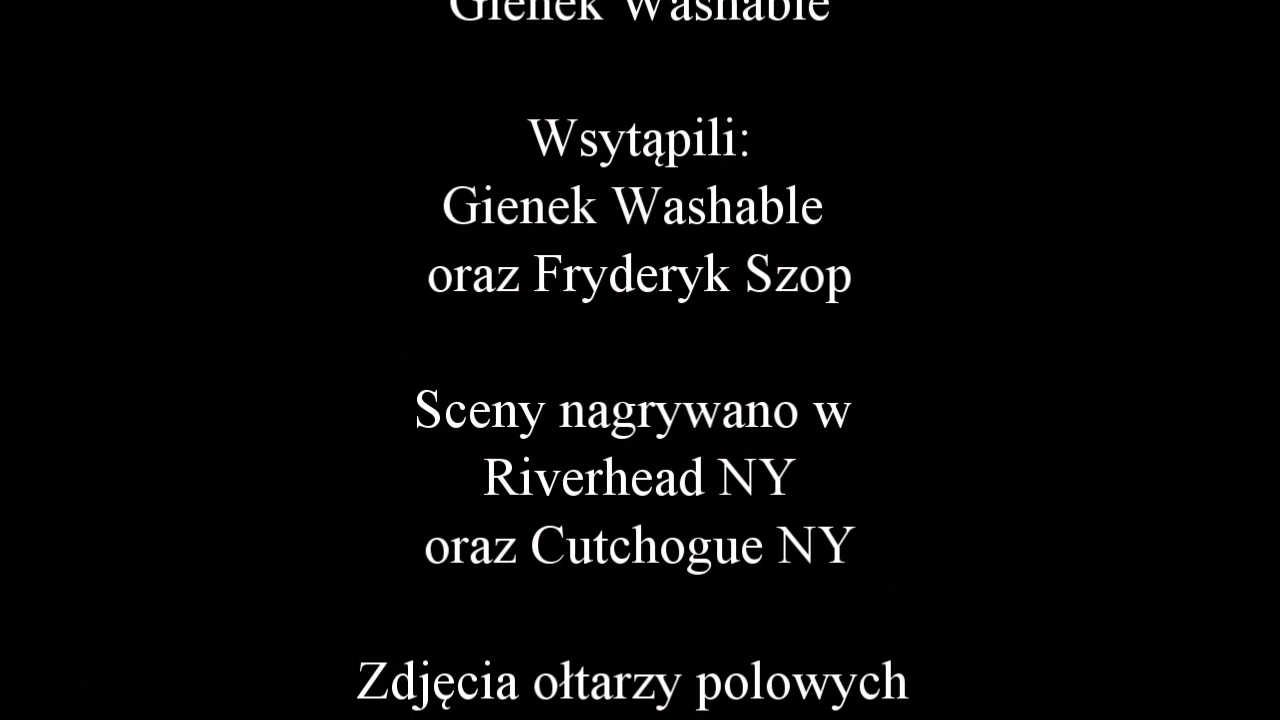 Gienek Washable
Wsytąpili:
Gienek Washable
oraz Fryderyk Szop
Sceny nagrywano w
Riverhead NY
oraz Cutchogue NY
Zdjęcia ołtarzy polowych